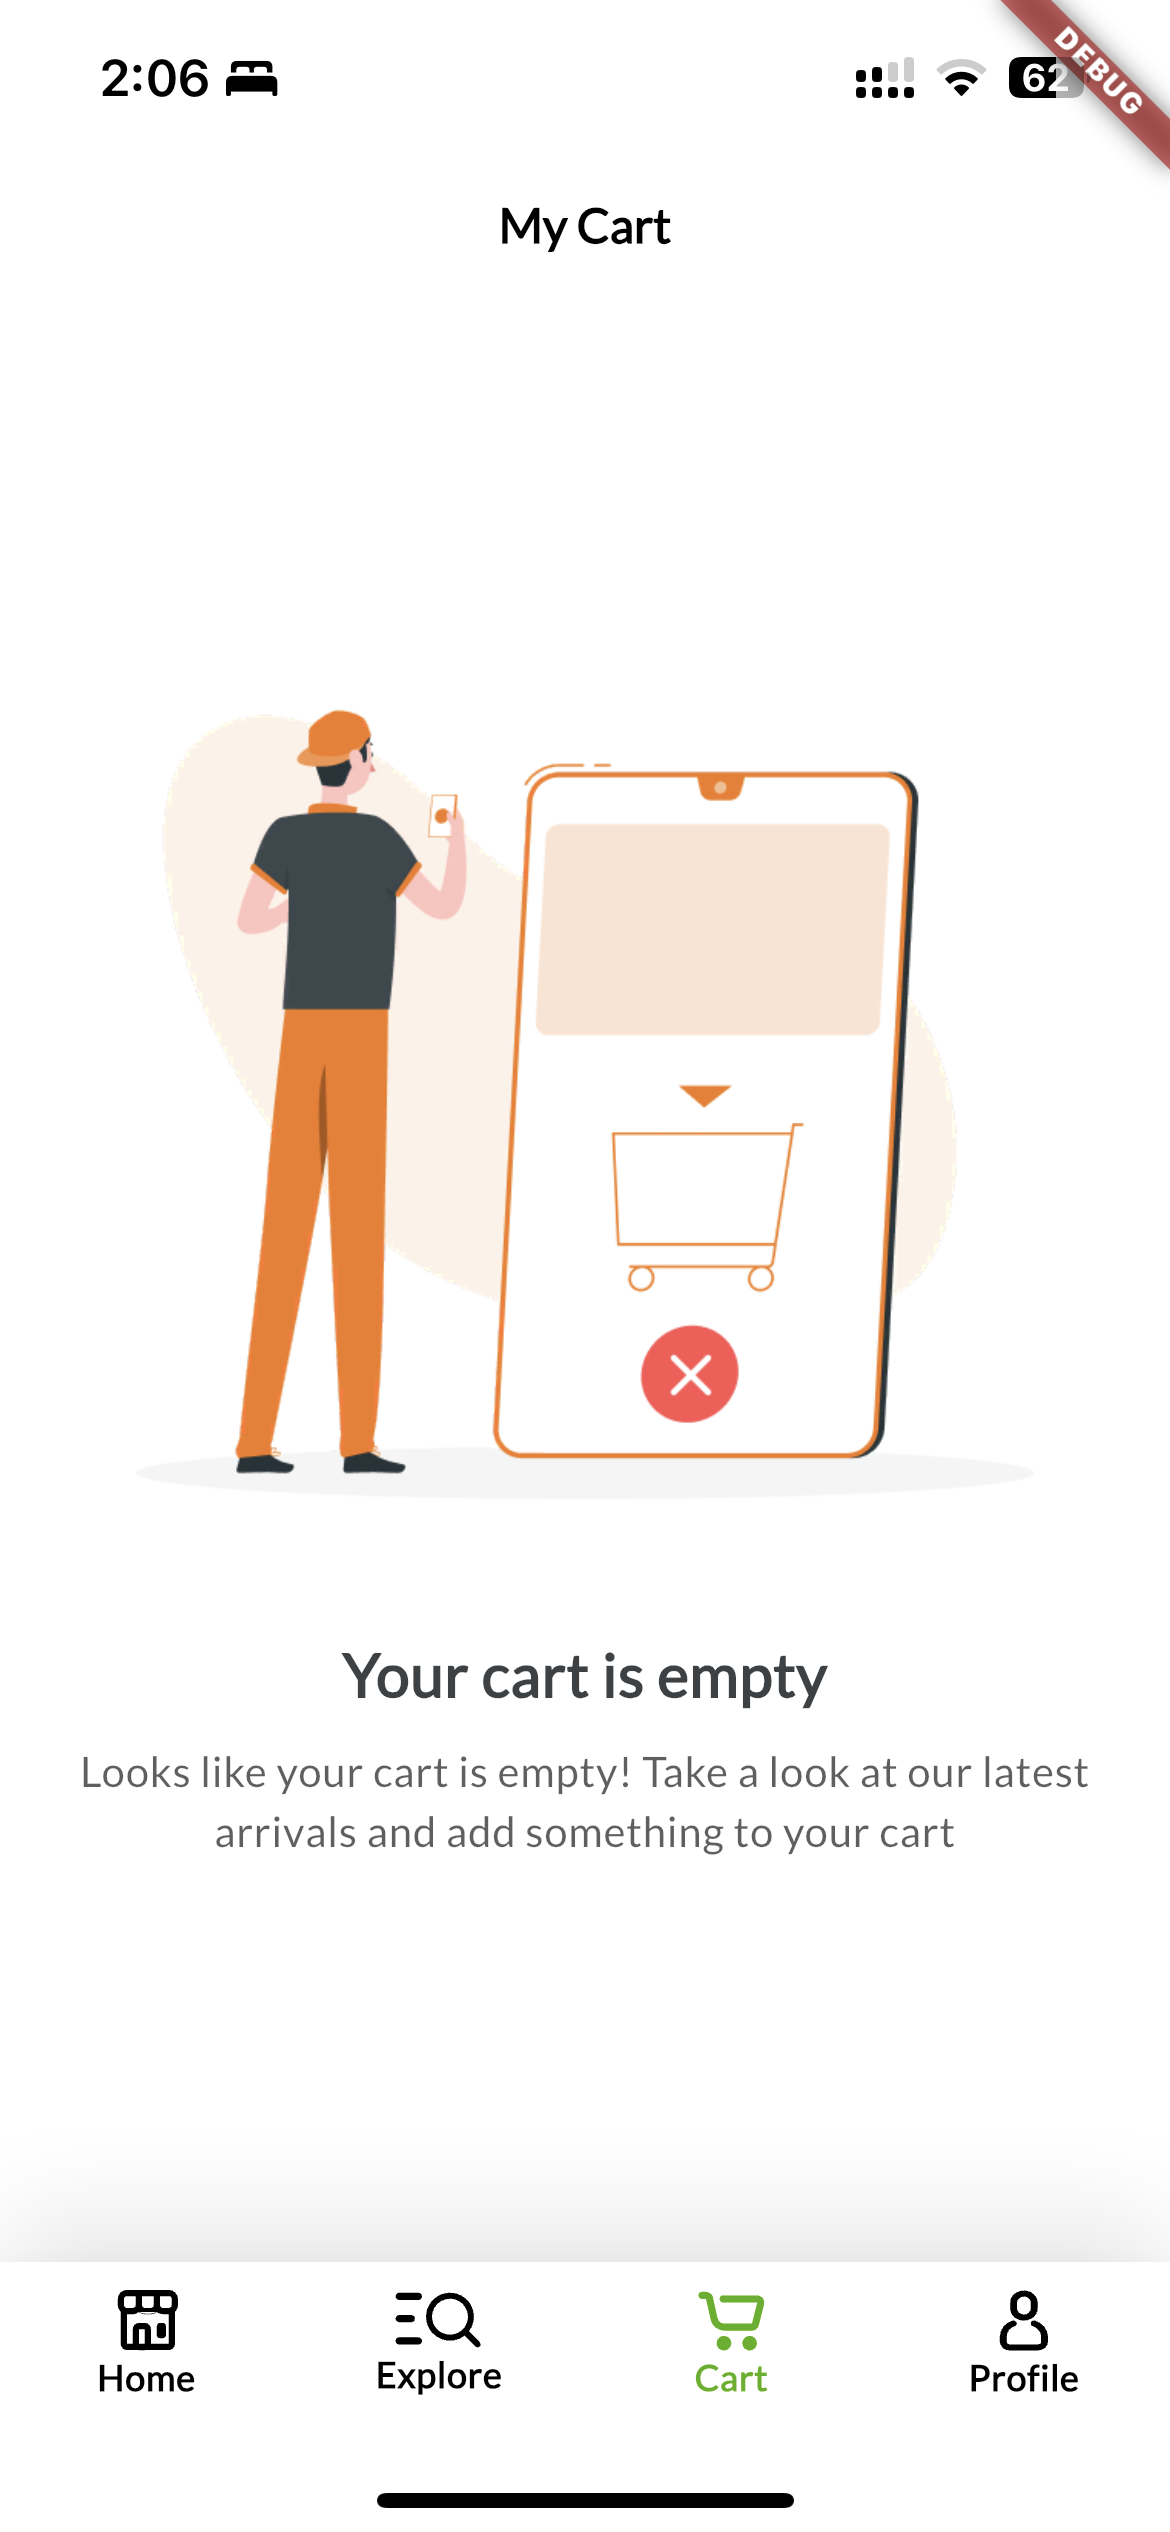 2:06
62
DEBUG
My Cart
Your cart is empty
Looks like your cart is empty! Take a look at our latest
arrivals and add something to your cart
Home
Explore
Cart
Profile